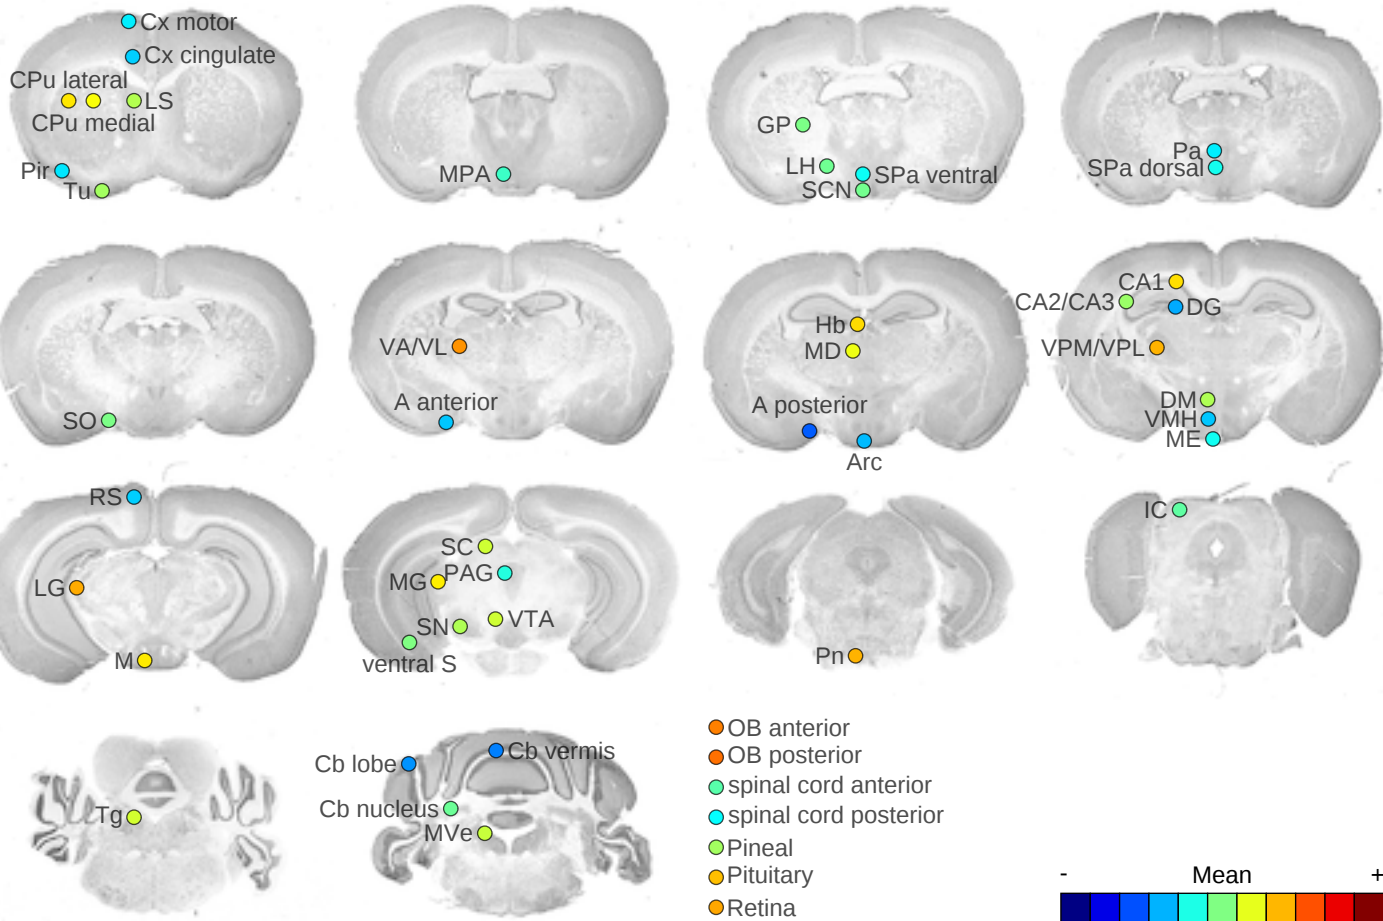 Cx motor
Cx cingulate
CPu lateral
LS
CPu medial
Pir
Tu
MPA
GP
LH
SPa ventral
SCN
Pa
SPa dorsal
SO
VA/VL
A anterior
Hb
MD
A posterior
Arc
CA1
CA2/CA3
DG
VPM/VPL
DM
VMH
ME
RS
LG
M
SC
PAG
MG
VTA
SN
ventral S
Pn
IC
Tg
Cb vermis
Cb lobe
Cb nucleus
MVe
OB anterior
OB posterior
spinal cord anterior
spinal cord posterior
Pineal
Pituitary
Retina
- Mean +